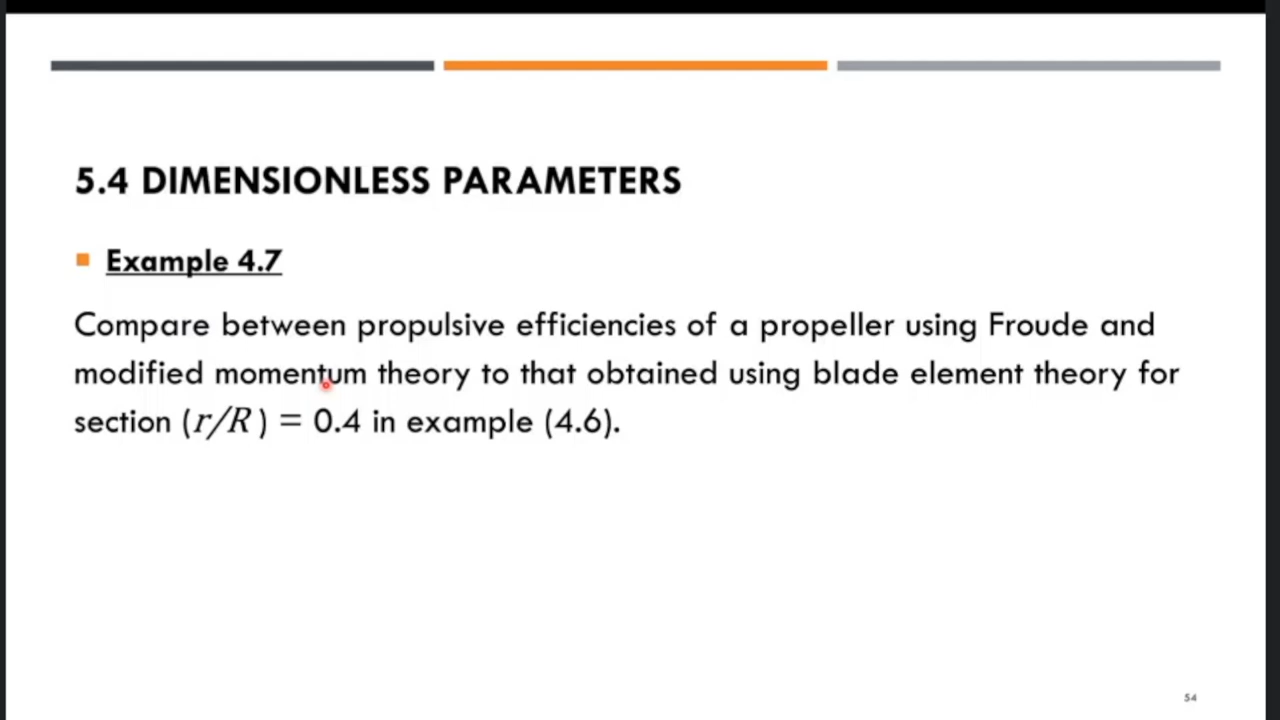 5.4 DIMENSIONLESS PARAMETERS
Example 4.7
Compare between propulsive efficiencies of a propeller using Froude and
modified momentum theory to that obtained using blade element theory for
section (r/R ) = 0.4 in example (4.6).
54